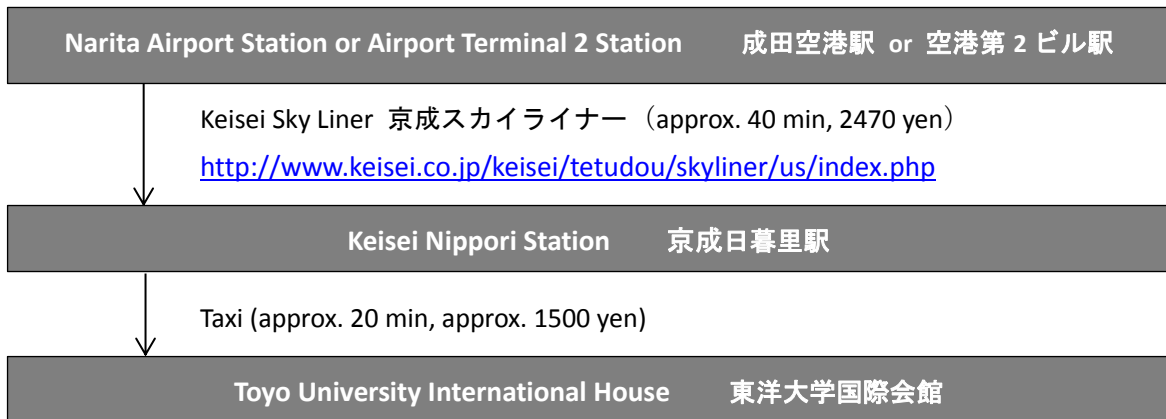 Narita Airport Station or Airport Terminal 2 Station 成田空港駅 or 空港第 2 ビル駅
Keisei Sky Liner 京成スカイライナー（approx. 40 min, 2470 yen）
http://www.keisei.co.jp/keisei/tetudou/skyliner/us/index.php
Keisei Nippori Station 京成日暮里駅
Taxi (approx. 20 min, approx. 1500 yen)
Toyo University International House 東洋大学国際会館